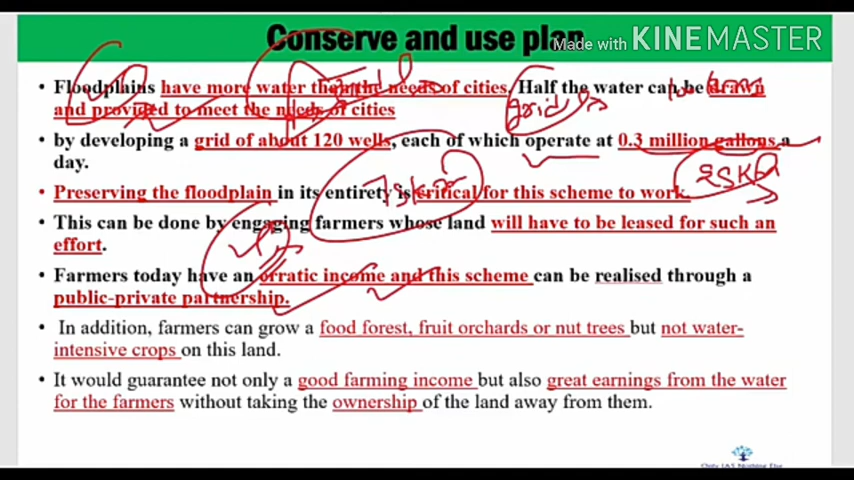 Conserve and use plan
Made with KINEMASTER
• Floodplains have more water then the needs of cities. Half the water can be drawn
and provided to meet the needs of cities
grid
by developing a grid of about 120 wells, each of which operate at 0.3 million gallons a
day.
• Preserving the floodplain in its entirety is critical for this scheme to work.
• This can be done by engaging farmers whose land will have to be leased for such an
effort.
• Farmers today have an erratic income and this scheme can be realised through a
public-private partnership.
• In addition, farmers can grow a food forest, fruit orchards or nut trees but not water-
intensive crops on this land.
• It would guarantee not only a good farming income but also great earnings from the water
for the farmers without taking the ownership of the land away from them.
Only IAS Nothing Else